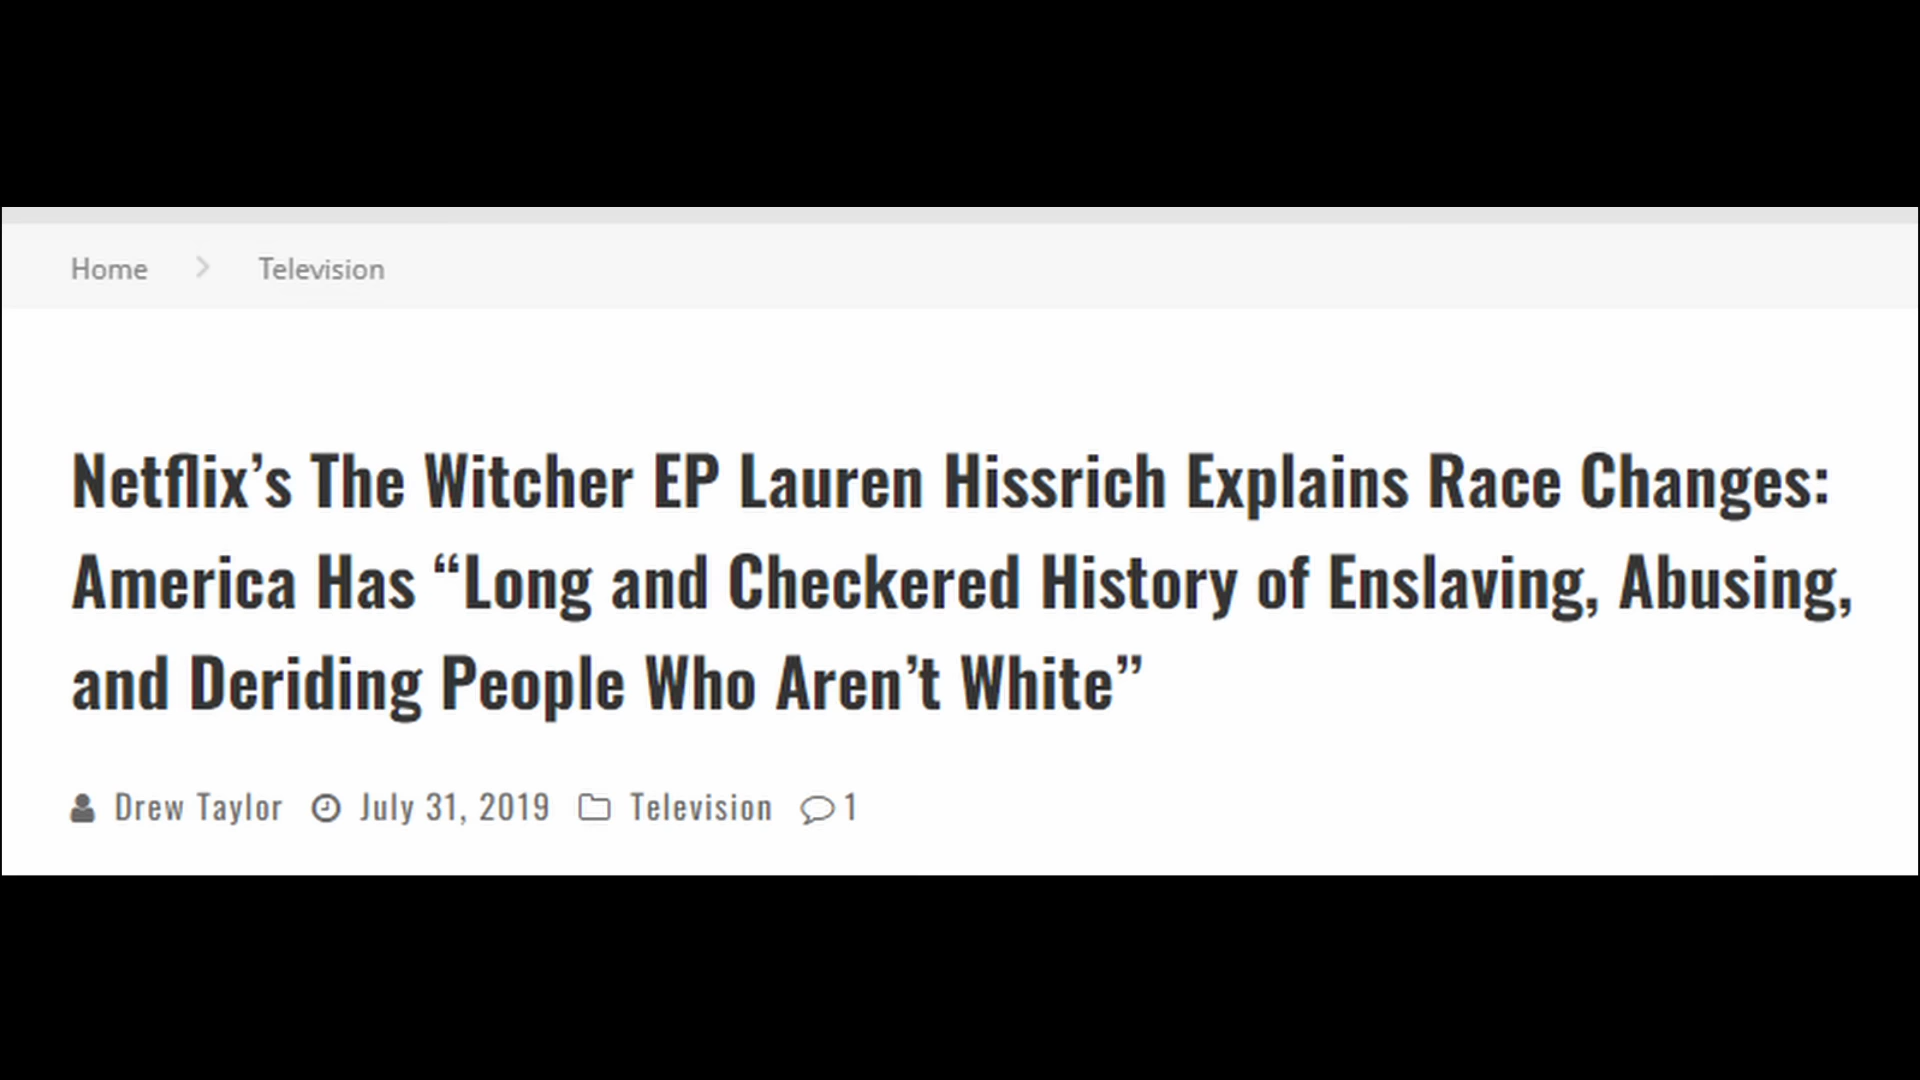 Home > Television
Netflix’s The Witcher EP Lauren Hissrich Explains Race Changes:
America Has “Long and Checkered History of Enslaving, Abusing,
and Deriding People Who Aren’t White”
Drew Taylor July 31, 2019 Television 1